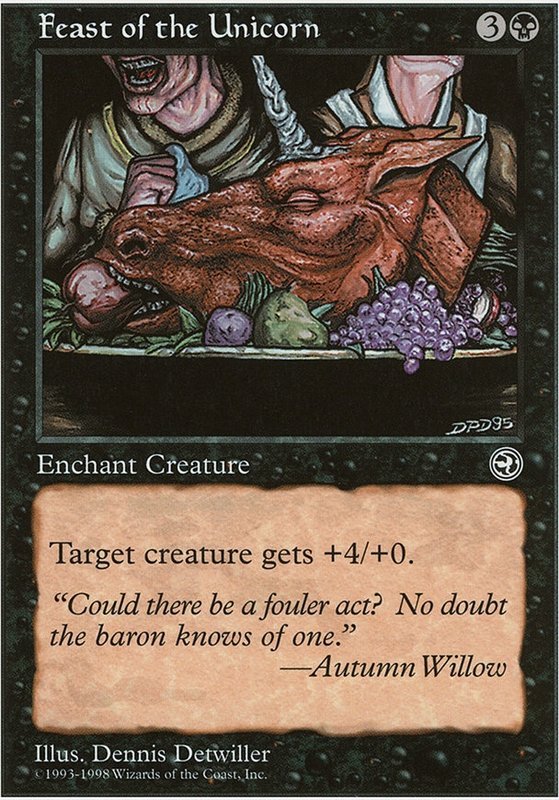 Feast of the Unicorn 3
DPD95
Enchant Creature
Target creature gets +4/+0.
“Could there be a fouler act? No doubt
the baron knows of one.”
—Autumn Willow
Illus. Dennis Detwiller
©1993-1998 Wizards of the Coast, Inc.